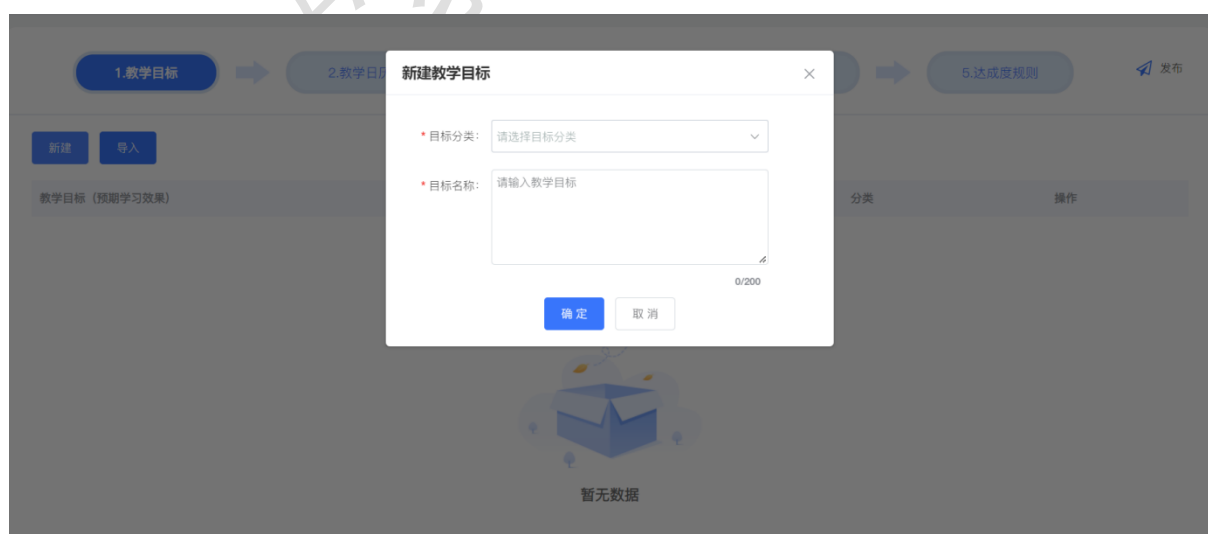 1.教学目标
2.教学日历
5.达成度规则
发布
新建教学目标
新建
导入
*目标分类:
请选择目标分类
*目标名称:
请输入教学目标
0/200
确 定
取 消
教学目标（预期学习效果）
分类
操作
暂无数据